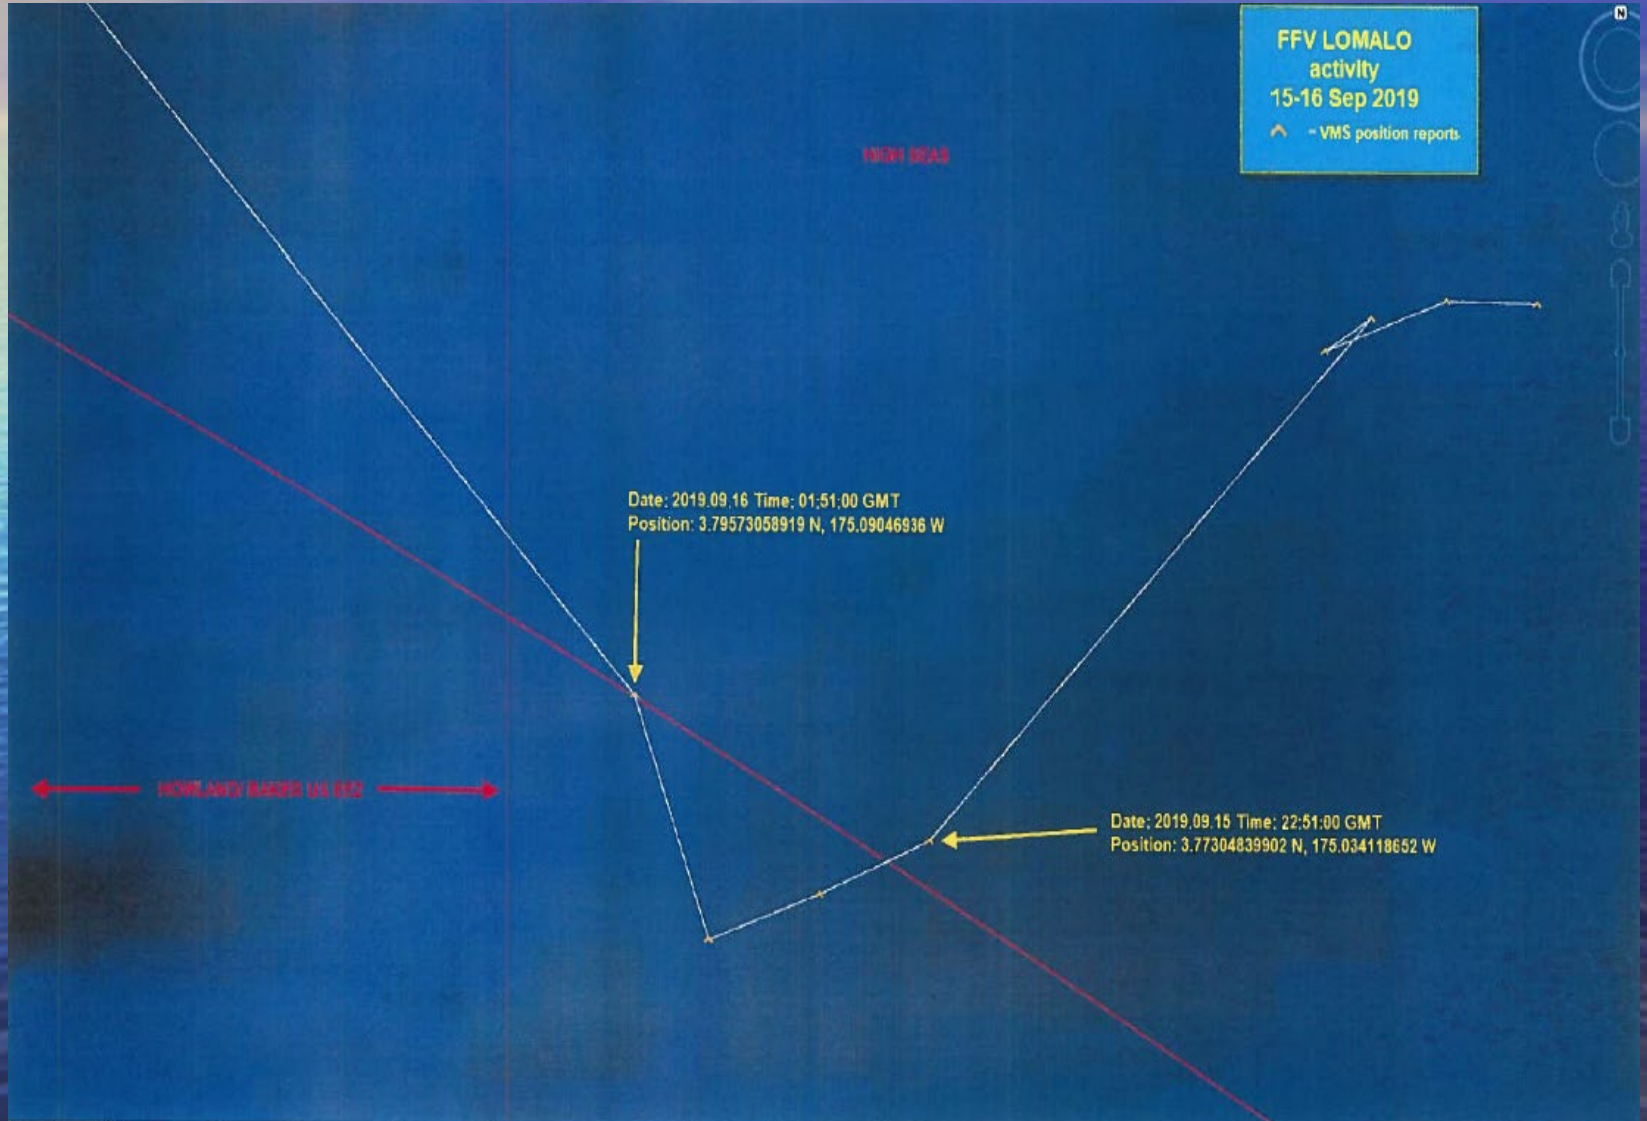 N
FFV LOMALO
activity
15-16 Sep 2019
= VMS position reports
HIGH SEAS
Date: 2019.09.16 Time: 01:51:00 GMT
Position: 3.79573058919 N, 175.09046936 W
HOWLAND/ BAKER US EEZ
Date: 2019.09.15 Time: 22:51:00 GMT
Position: 3.77304839902 N, 175.034118652 W